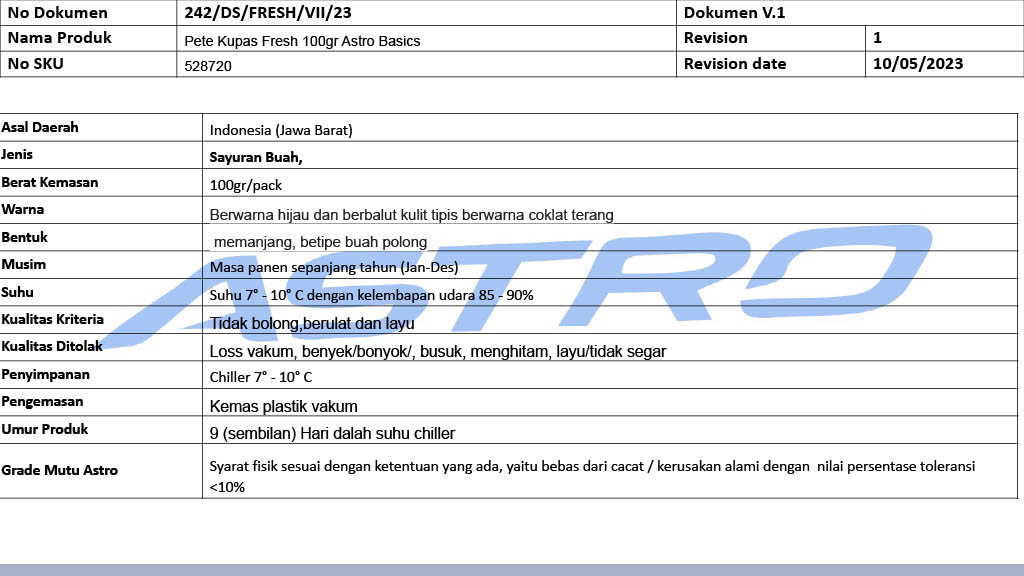 No Dokumen 242/DS/FRESH/VII/23 Dokumen V.1
Nama Produk Pete Kupas Fresh 100gr Astro Basics Revision 1
No SKU 528720 Revision date 10/05/2023
Asal Daerah Indonesia (Jawa Barat)
Jenis Sayuran Buah,
Berat Kemasan 100gr/pack
Warna Berwarna hijau dan berbalut kulit tipis berwarna coklat terang
Bentuk memanjang, betipe buah polong
Musim Masa panen sepanjang tahun (Jan-Des)
Suhu Suhu 7° - 10° C dengan kelembapan udara 85 - 90%
Kualitas Kriteria Tidak bolong,berulat dan layu
Kualitas Ditolak Loss vakum, benyek/bonyok/, busuk, menghitam, layu/tidak segar
Penyimpanan Chiller 7° - 10° C
Pengemasan Kemas plastik vakum
Umur Produk 9 (sembilan) Hari dalah suhu chiller
Grade Mutu Astro Syarat fisik sesuai dengan ketentuan yang ada, yaitu bebas dari cacat / kerusakan alami dengan nilai persentase toleransi
<10%
ASTRO